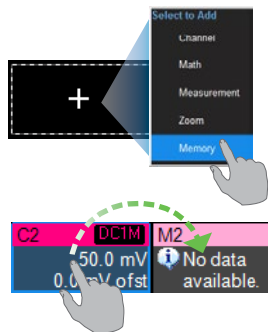 Select to Add
Channel
Math
Measurement
Zoom
Memory
C2 DC1M M2
50.0 mV No data
0.0 mV ofst available.